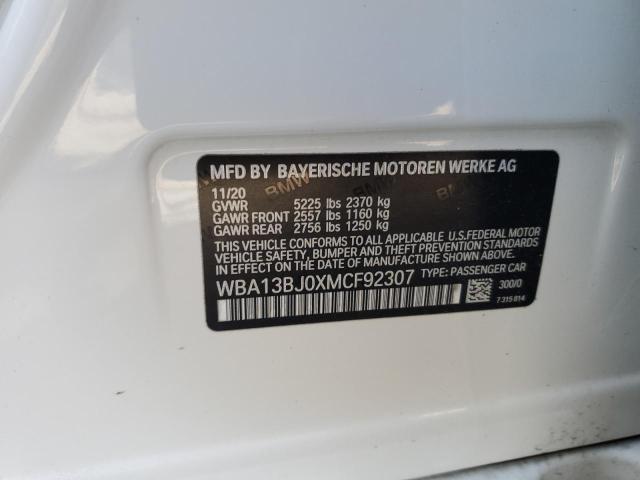 MFD BY BAYERISCHE MOTOREN WERKE AG
11/20
GVWR 5225 lbs 2370 kg
GAWR FRONT 2557 lbs 1160 kg
GAWR REAR 2756 lbs 1250 kg
THIS VEHICLE CONFORMS TO ALL APPLICABLE U.S.FEDERAL MOTOR
VEHICLE SAFETY, BUMPER, AND THEFT PREVENTION STANDARDS
IN EFFECT ON THE DATE OF MANUFACTURE SHOWN ABOVE.
WBA13BJ0XMCF92307 TYPE: PASSENGER CAR
300/0
7 315 814
BMW
BMW